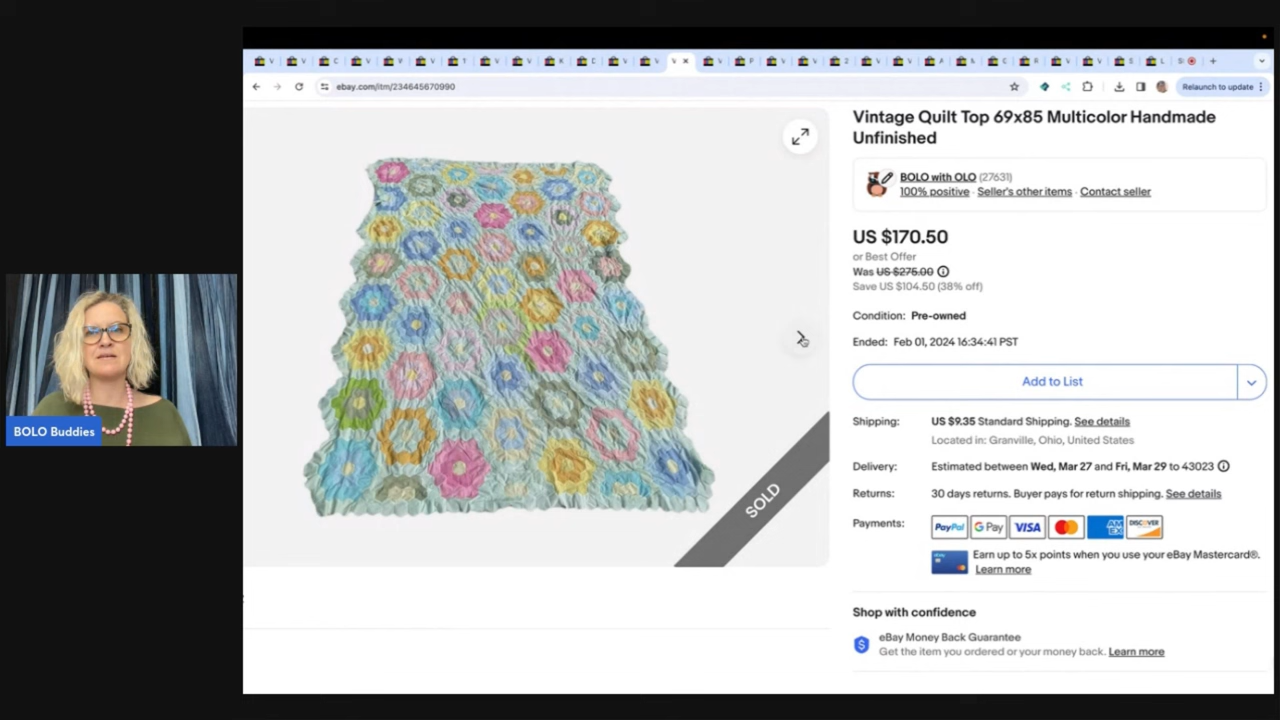 ebay.com/itm/234645670990
Relaunch to update
Vintage Quilt Top 69x85 Multicolor Handmade
Unfinished
BOLO with OLO (27631)
100% positive · Seller's other items · Contact seller
US $170.50
or Best Offer
Was US $275.00
Save US $104.50 (38% off)
Condition: Pre-owned
Ended: Feb 01, 2024 16:34:41 PST
Add to List
Shipping: US $9.35 Standard Shipping. See details
Located in: Granville, Ohio, United States
Delivery: Estimated between Wed, Mar 27 and Fri, Mar 29 to 43023
Returns: 30 days returns. Buyer pays for return shipping. See details
Payments: PayPal G Pay VISA DISCOVER
Earn up to 5x points when you use your eBay Mastercard®.
Learn more
Shop with confidence
eBay Money Back Guarantee
Get the item you ordered or your money back. Learn more
SOLD
BOLO Buddies